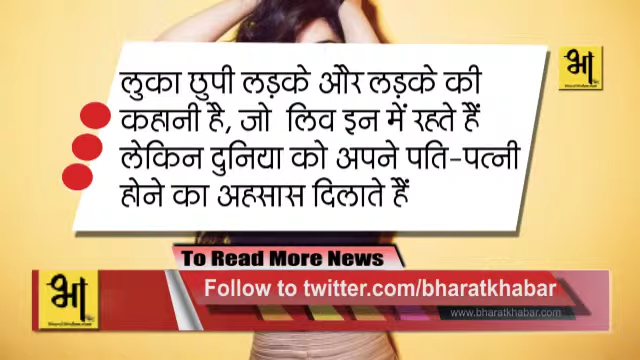 लुका छुपी लड़के और लड़के की
कहानी है, जो लिव इन में रहते हैं
लेकिन दुनिया को अपने पति-पत्नी
होने का अहसास दिलाते हैं
भा
To Read More News
Follow to twitter.com/bharatkhabar
www.bharatkhabar.com
भा